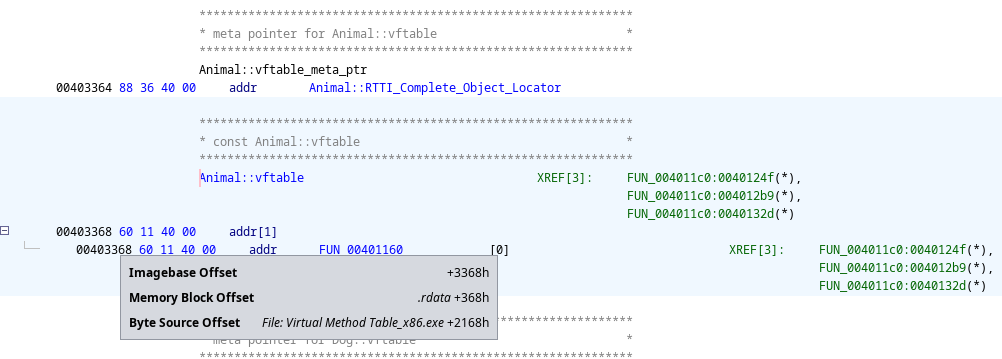 **************************************************************
* meta pointer for Animal::vftable *
**************************************************************
Animal::vftable_meta_ptr
00403364 88 36 40 00 addr Animal::RTTI_Complete_Object_Locator
**************************************************************
* const Animal::vftable *
**************************************************************
Animal::vftable XREF[3]: FUN_004011c0:0040124f(*),
FUN_004011c0:004012b9(*),
FUN_004011c0:0040132d(*)
00403368 60 11 40 00 addr[1]
00403368 60 11 40 00 addr FUN_00401160 [0] XREF[3]: FUN_004011c0:0040124f(*),
FUN_004011c0:004012b9(*),
FUN_004011c0:0040132d(*)
Imagebase Offset +3368h
Memory Block Offset .rdata +368h
Byte Source Offset File: Virtual Method Table_x86.exe +2168h
******************
meta pointer for Dog::vftable *
**************************************************************